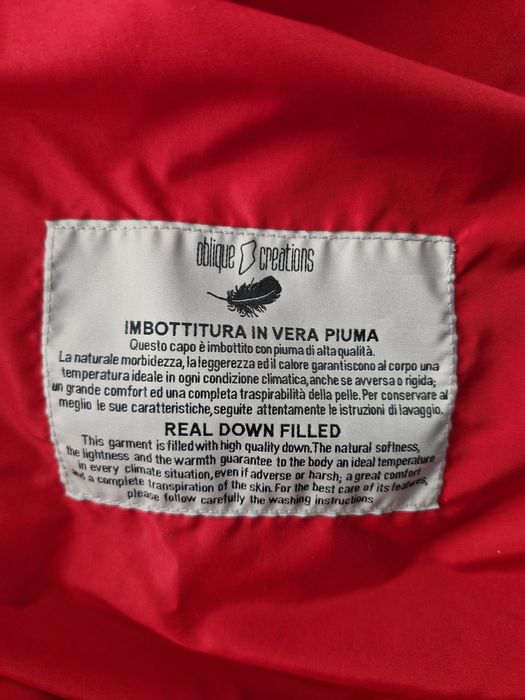 oblique creations
IMBOTTITURA IN VERA PIUMA
Questo capo è imbottito con piuma di alta qualità.
La naturale morbidezza, la leggerezza ed il calore garantiscono al corpo una
temperatura ideale in ogni condizione climatica, anche se avversa o rigida;
un grande comfort ed una completa traspirabilità della pelle. Per conservare al
meglio le sue caratteristiche, seguite attentamente le istruzioni di lavaggio.
REAL DOWN FILLED
This garment is filled with high quality down. The natural softness,
the lightness and the warmth guarantee to the body an ideal temperature
in every climate situation, even if adverse or harsh; a great comfort
and a complete transpiration of the skin. For the best care of its features,
please follow carefully the washing instructions